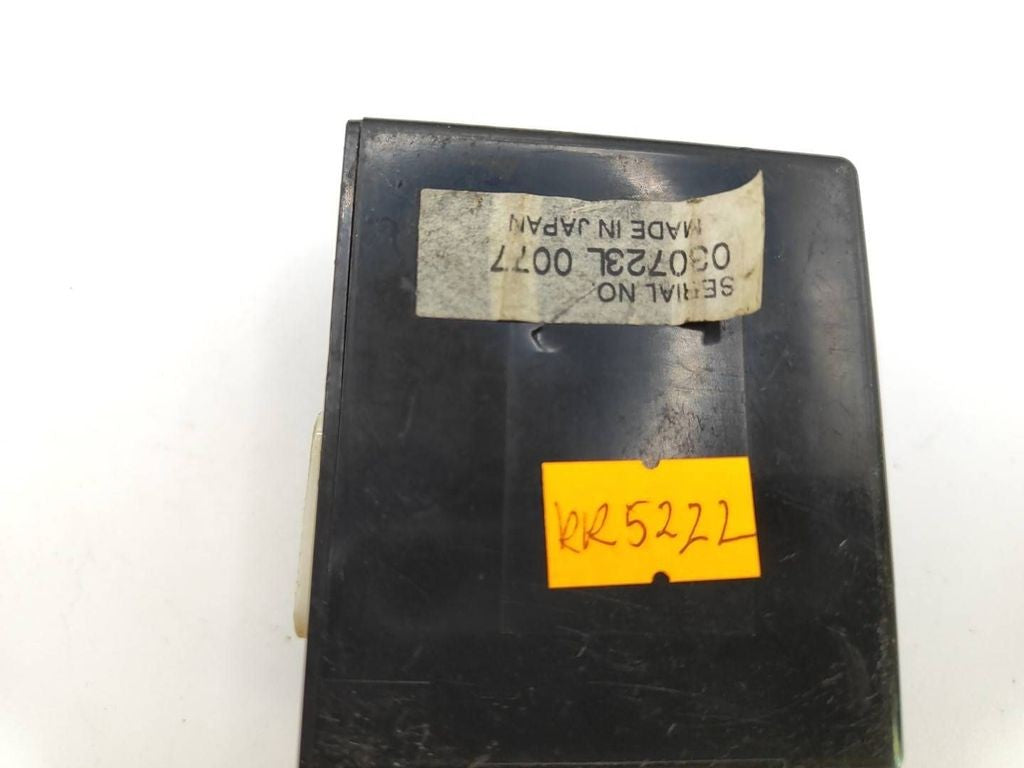 SERIAL NO.
030723L 0077
MADE IN JAPAN
RR5222